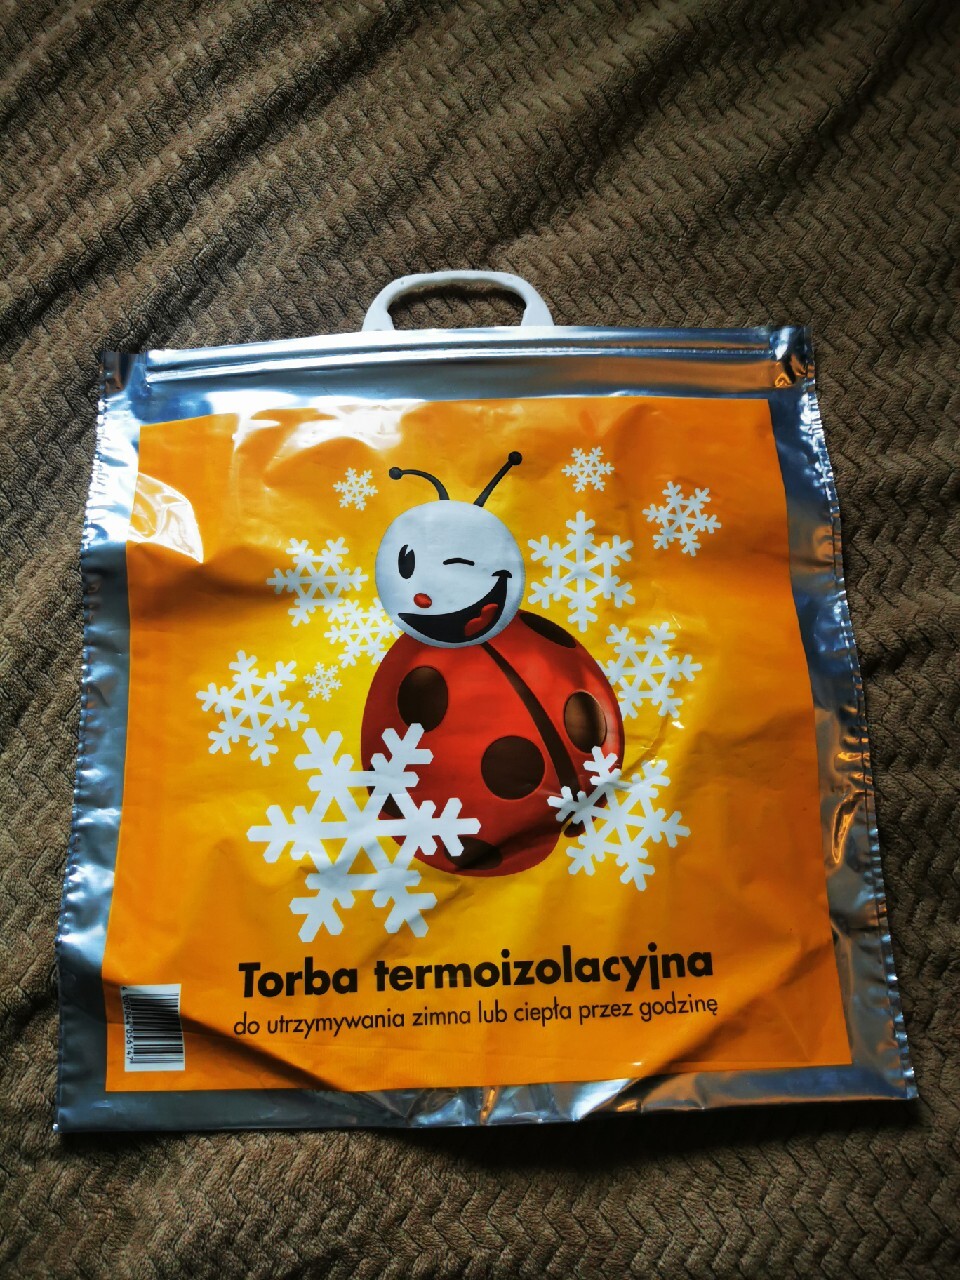 Torba termoizolacyjna
do utrzymywania zimna lub ciepła przez godzinę